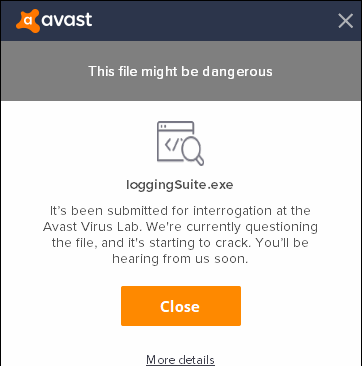 avast
This file might be dangerous
</>
loggingSuite.exe
It's been submitted for interrogation at the
Avast Virus Lab. We're currently questioning
the file, and it's starting to crack. You'll be
hearing from us soon.
Close
More details